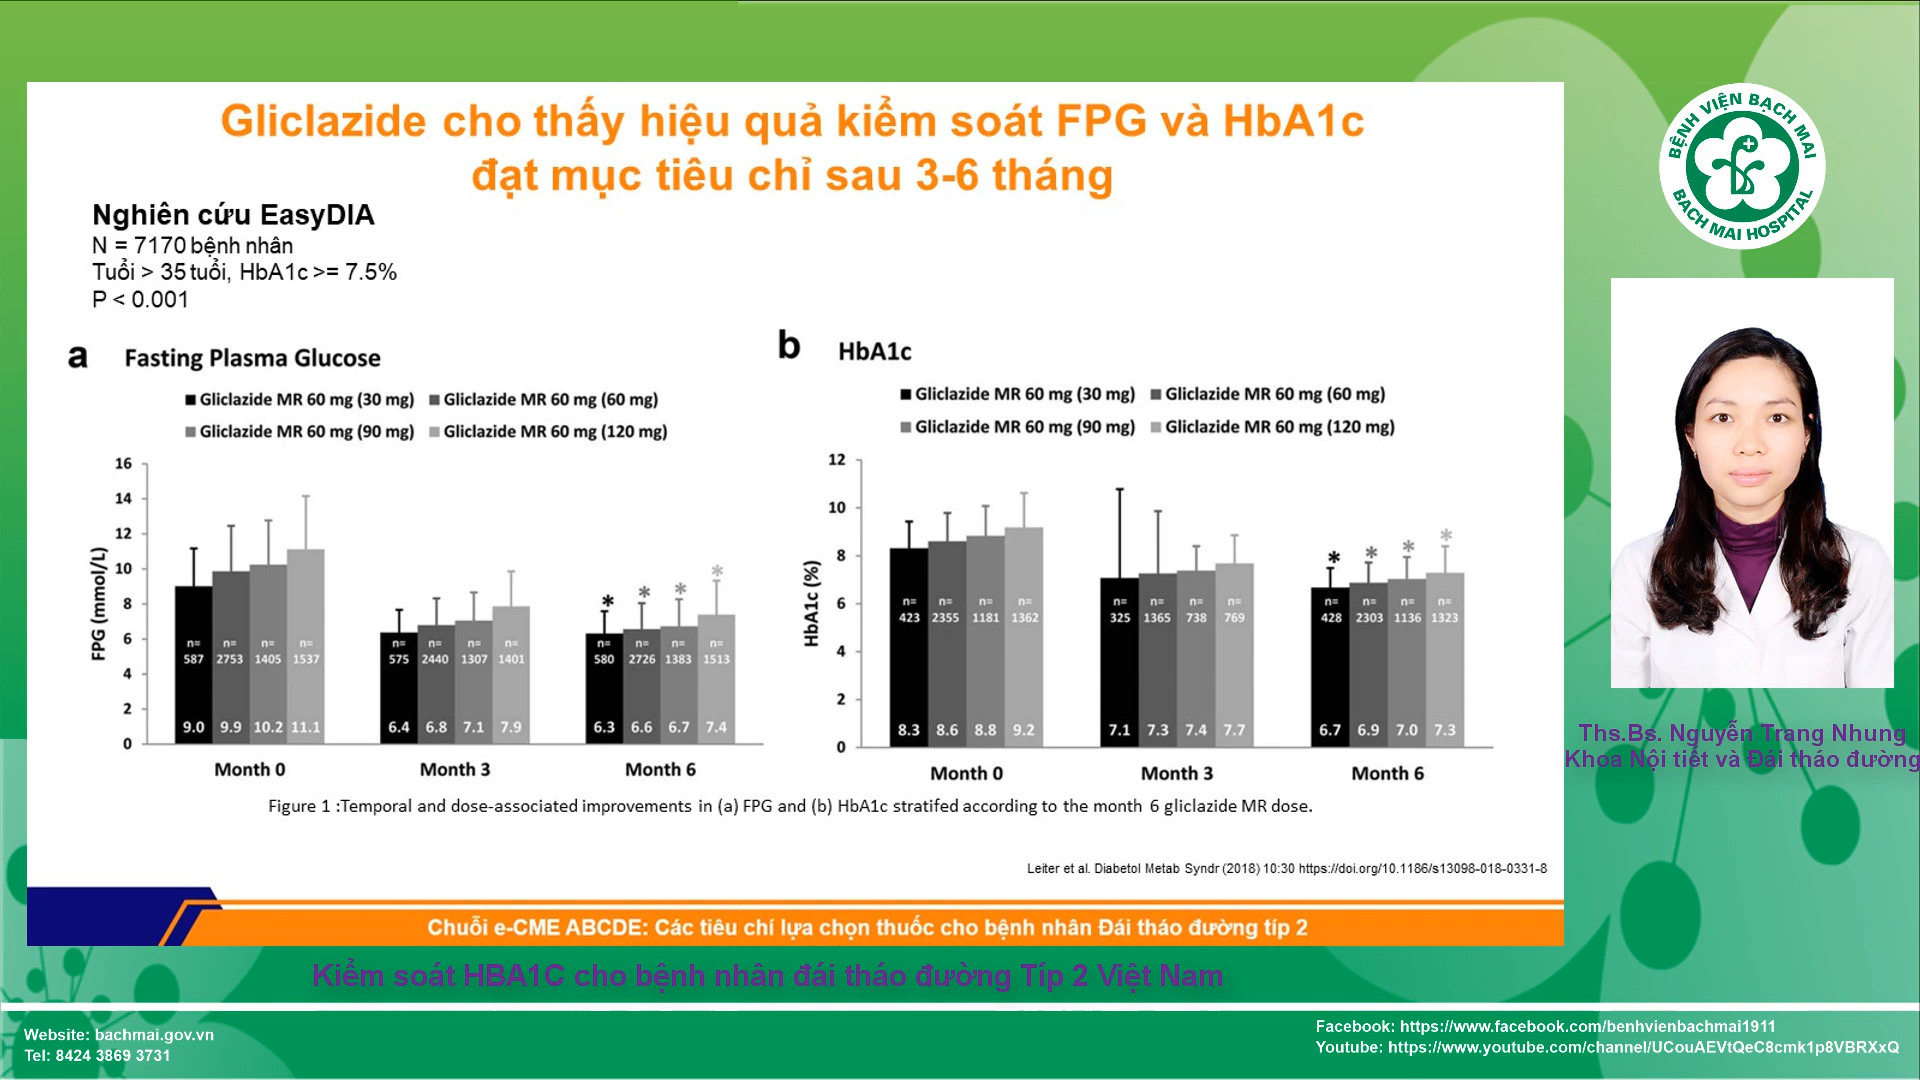 Gliclazide cho thấy hiệu quả kiểm soát FPG và HbA1c
đạt mục tiêu chỉ sau 3-6 tháng
Nghiên cứu EasyDIA
N = 7170 bệnh nhân
Tuổi > 35 tuổi, HbA1c >= 7.5%
P < 0.001
a Fasting Plasma Glucose
Gliclazide MR 60 mg (30 mg) Gliclazide MR 60 mg (60 mg)
Gliclazide MR 60 mg (90 mg) Gliclazide MR 60 mg (120 mg)
FPG (mmol/L)
16
14
12
10
8
6
4
2
0
* * * *
n= n= n= n= n= n= n= n= n= n= n= n=
587 2753 1405 1537 575 2440 1307 1401 580 2726 1383 1513
9.0 9.9 10.2 11.1 6.4 6.8 7.1 7.9 6.3 6.6 6.7 7.4
Month 0 Month 3 Month 6
b HbA1c
Gliclazide MR 60 mg (30 mg) Gliclazide MR 60 mg (60 mg)
Gliclazide MR 60 mg (90 mg) Gliclazide MR 60 mg (120 mg)
HbA1c (%)
12
10
8
6
4
2
0
* * * *
n= n= n= n= n= n= n= n= n= n= n= n=
423 2355 1181 1362 325 1365 738 769 428 2303 1136 1323
8.3 8.6 8.8 9.2 7.1 7.3 7.4 7.7 6.7 6.9 7.0 7.3
Month 0 Month 3 Month 6
Figure 1 :Temporal and dose-associated improvements in (a) FPG and (b) HbA1c stratifed according to the month 6 gliclazide MR dose.
Leiter et al. Diabetol Metab Syndr (2018) 10:30 https://doi.org/10.1186/s13098-018-0331-8
Chuỗi e-CME ABCDE: Các tiêu chí lựa chọn thuốc cho bệnh nhân Đái tháo đường típ 2
BỆNH VIỆN BẠCH MAI
BACH MAI HOSPITAL
Ths.Bs. Nguyễn Trang Nhung
Khoa Nội tiết và Đái tháo đường
Kiểm soát HBA1C cho bệnh nhân đái tháo đường Típ 2 Việt Nam
Website: bachmai.gov.vn
Tel: 8424 3869 3731
Facebook: https://www.facebook.com/benhvienbachmai1911
Youtube: https://www.youtube.com/channel/UCouAEVtQeC8cmk1p8VBRXxQ